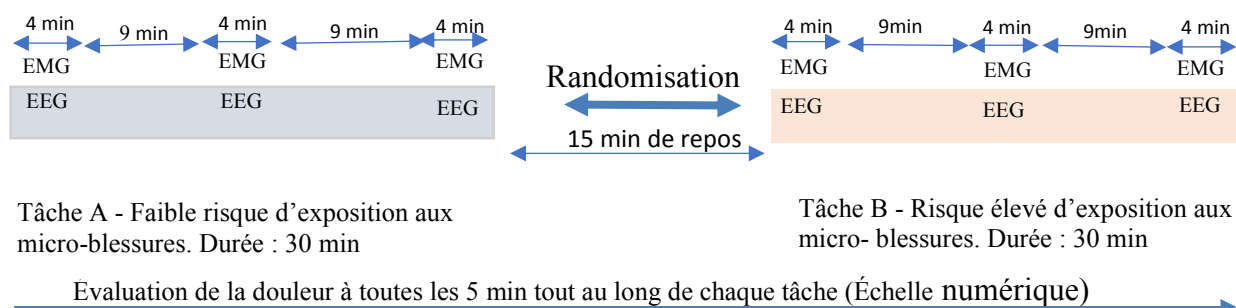 4 min 9 min 4 min 9 min 4 min
EMG EMG EMG
EEG EEG EEG
Randomisation
15 min de repos
4 min 9min 4 min 9min 4 min
EMG EMG EMG
EEG EEG EEG
Tâche A - Faible risque d'exposition aux
micro-blessures. Durée : 30 min
Tâche B - Risque élevé d'exposition aux
micro- blessures. Durée : 30 min
Évaluation de la douleur à toutes les 5 min tout au long de chaque tâche (Échelle numérique)